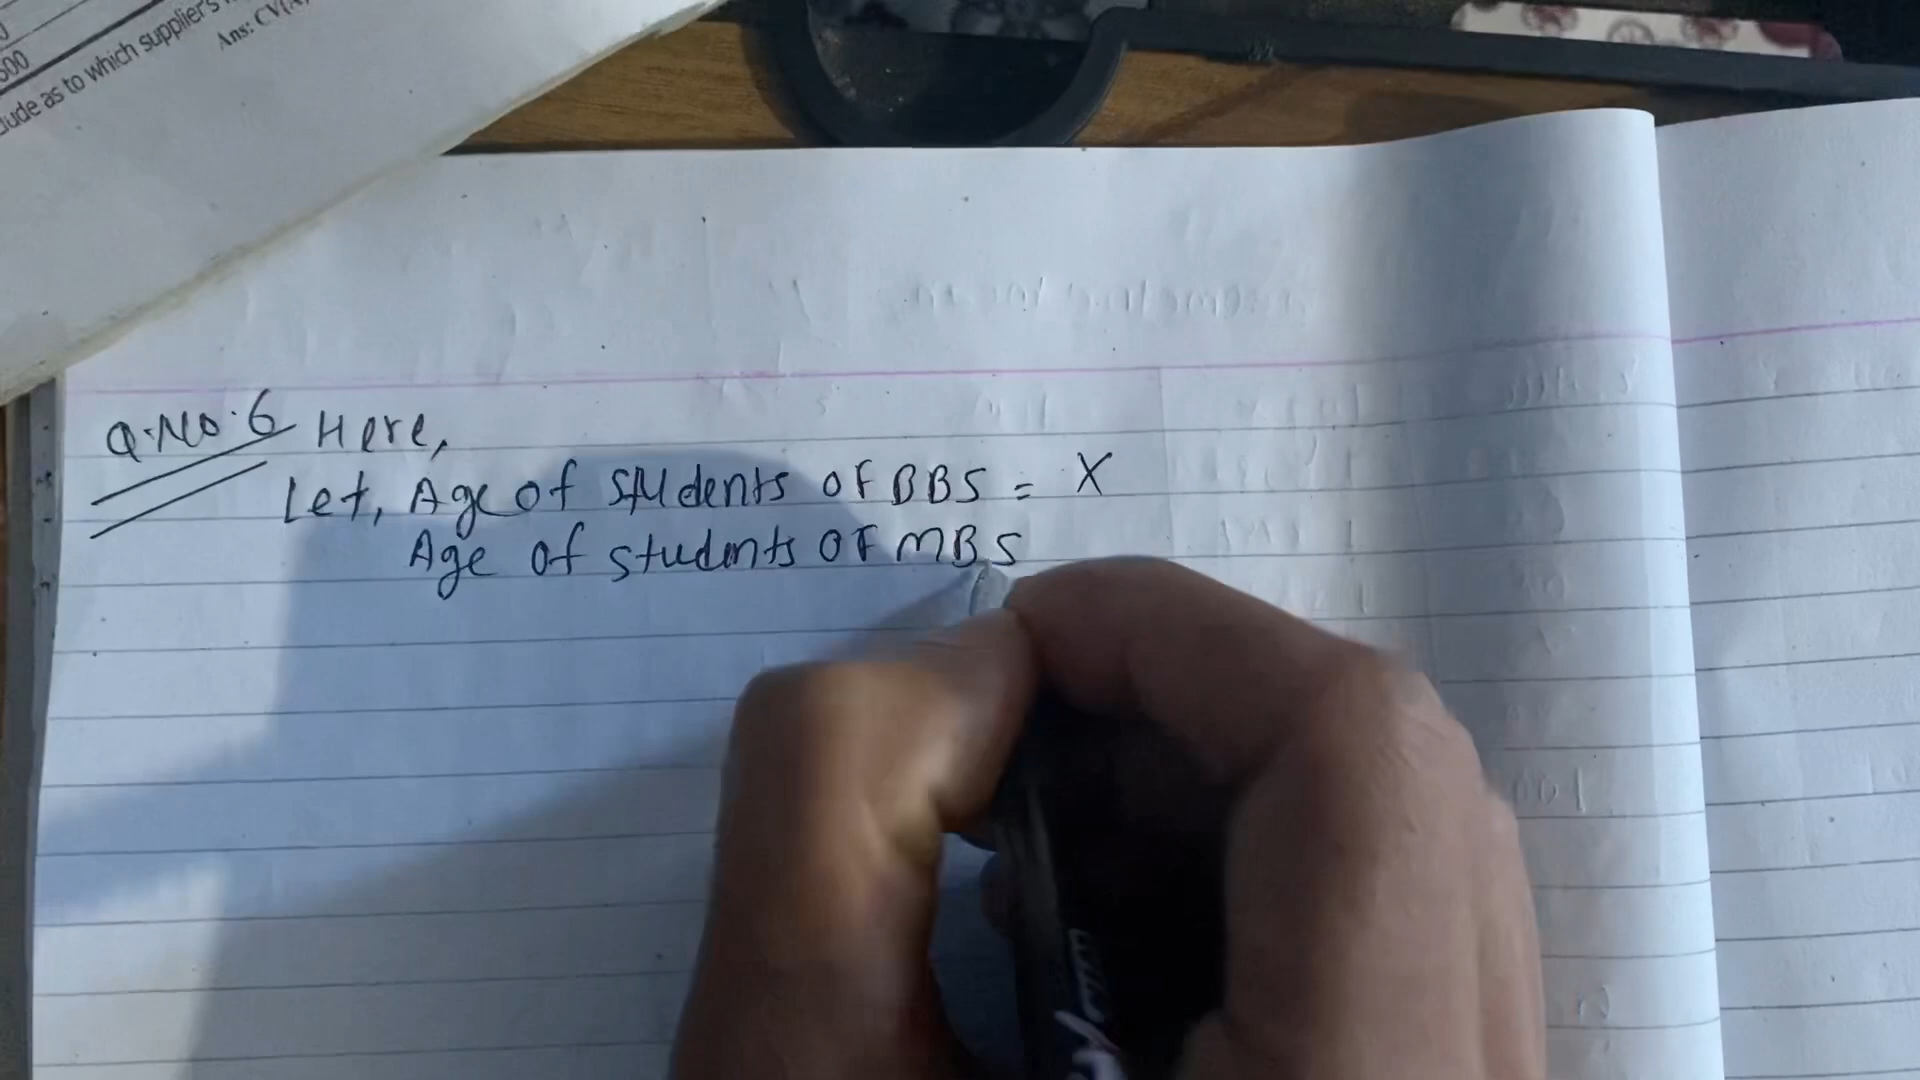 500
lude as to which supplier's
Ans: CV(A)
Q.No.6 Here,
Let, Age of students of BBS = X
Age of students of MBS